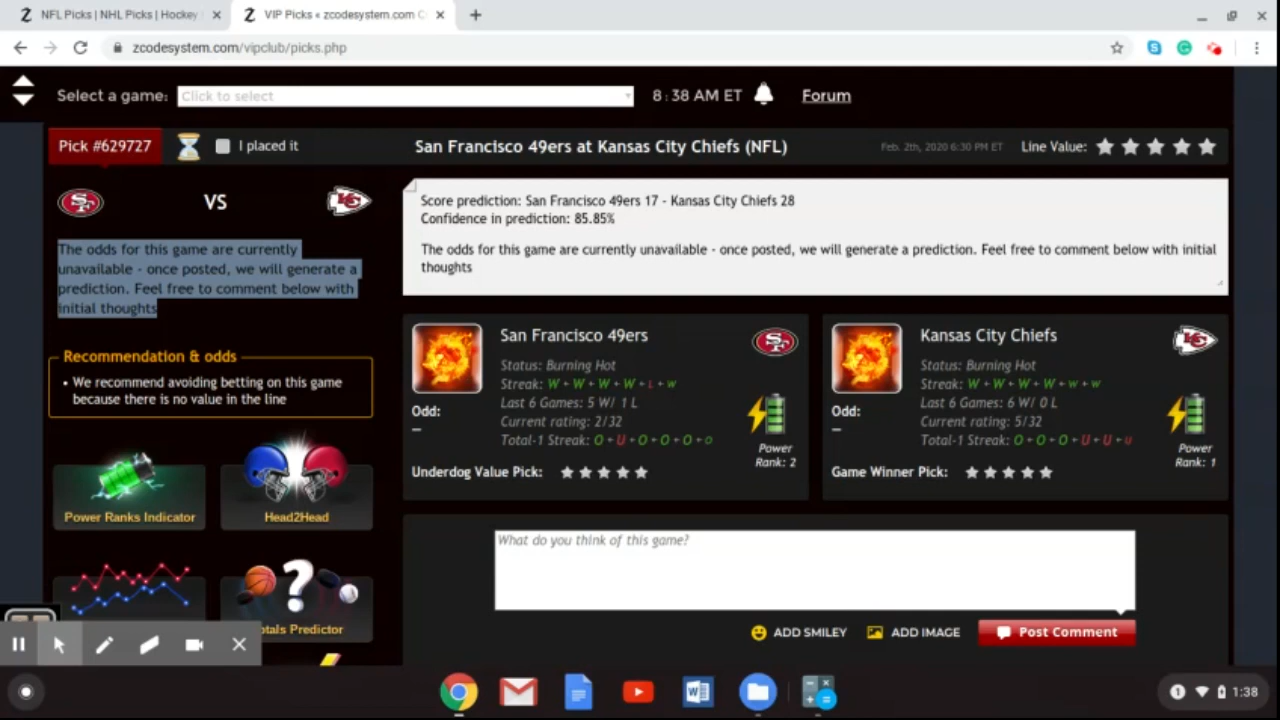 NFL Picks | NHL Picks | Hockey
VIP Picks « zcodesystem.com
zcodesystem.com/vipclub/picks.php
Select a game:
Click to select
8:38 AM ET
Forum
Pick #629727
I placed it
San Francisco 49ers at Kansas City Chiefs (NFL)
Feb. 2th, 2020 6:30 PM ET
Line Value:
VS
The odds for this game are currently
unavailable - once posted, we will generate a
prediction. Feel free to comment below with
initial thoughts
Score prediction: San Francisco 49ers 17 - Kansas City Chiefs 28
Confidence in prediction: 85.85%
The odds for this game are currently unavailable - once posted, we will generate a prediction. Feel free to comment below with initial
thoughts
Recommendation & odds
• We recommend avoiding betting on this game
because there is no value in the line
Power Ranks Indicator
Head2Head
San Francisco 49ers
Status: Burning Hot
Streak: W + W + W + W + L + w
Last 6 Games: 5 W/ 1 L
Odd:
–
Current rating: 2/32
Total-1 Streak: O + U + O + O + O + O
Power
Rank: 2
Underdog Value Pick:
Kansas City Chiefs
Status: Burning Hot
Streak: W + W + W + W + w + w
Last 6 Games: 6 W/ 0 L
Odd:
–
Current rating: 5/32
Total-1 Streak: O + O + O + U + U + U
Power
Rank: 1
Game Winner Pick:
What do you think of this game?
ADD SMILEY
ADD IMAGE
Post Comment
Predictor
1:38